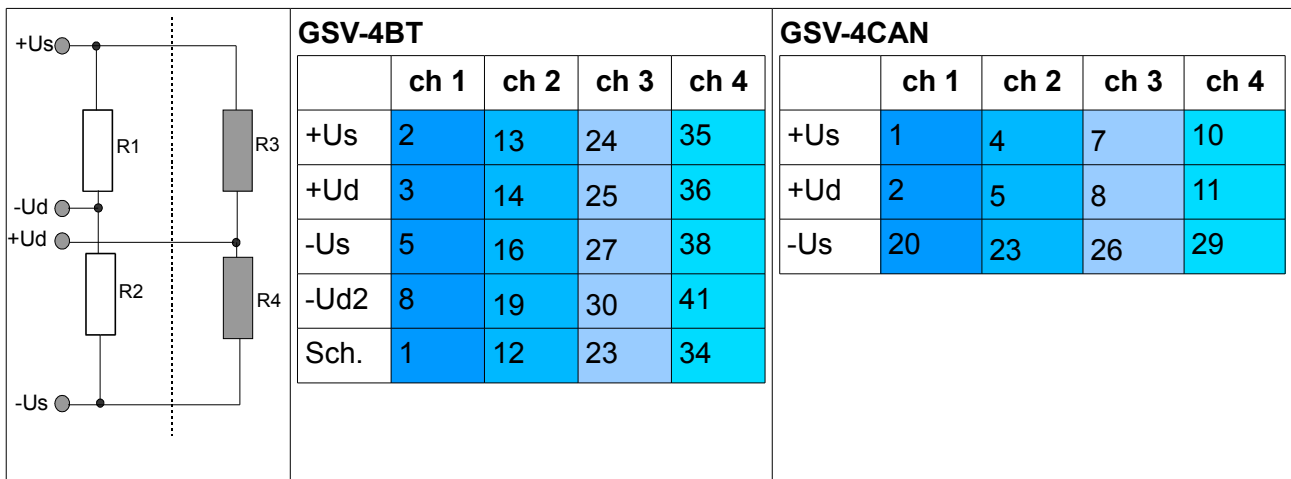 +Us
R1
R3
-Ud
+Ud
R2
R4
-Us
GSV-4BT
ch 1 ch 2 ch 3 ch 4
+Us 2 13 24 35
+Ud 3 14 25 36
-Us 5 16 27 38
-Ud2 8 19 30 41
Sch. 1 12 23 34
GSV-4CAN
ch 1 ch 2 ch 3 ch 4
+Us 1 4 7 10
+Ud 2 5 8 11
-Us 20 23 26 29